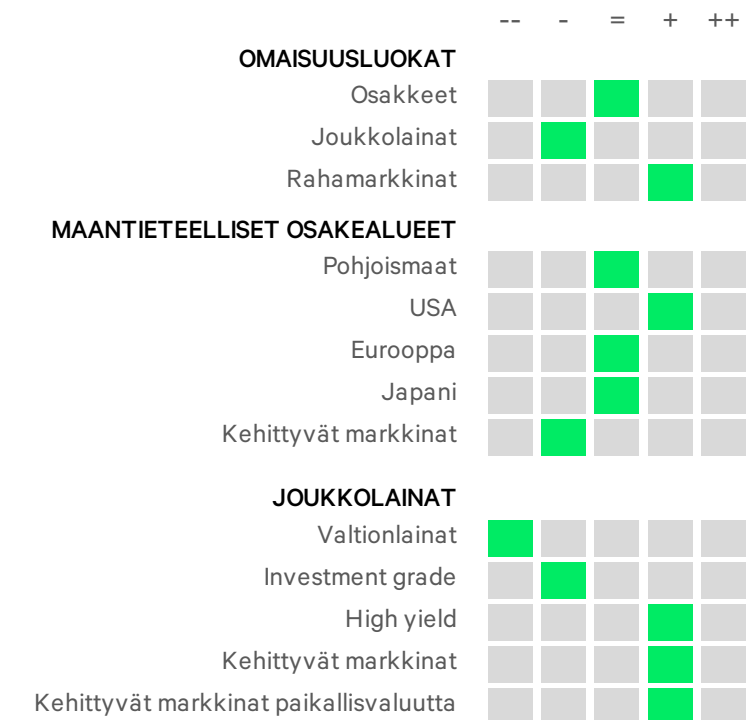 -- - = + ++
OMAISUUSLUOKAT
Osakkeet
Joukkolainat
Rahamarkkinat
MAANTIETEELLISET OSAKEALUEET
Pohjoismaat
USA
Eurooppa
Japani
Kehittyvät markkinat
JOUKKOLAINAT
Valtionlainat
Investment grade
High yield
Kehittyvät markkinat
Kehittyvät markkinat paikallisvaluutta